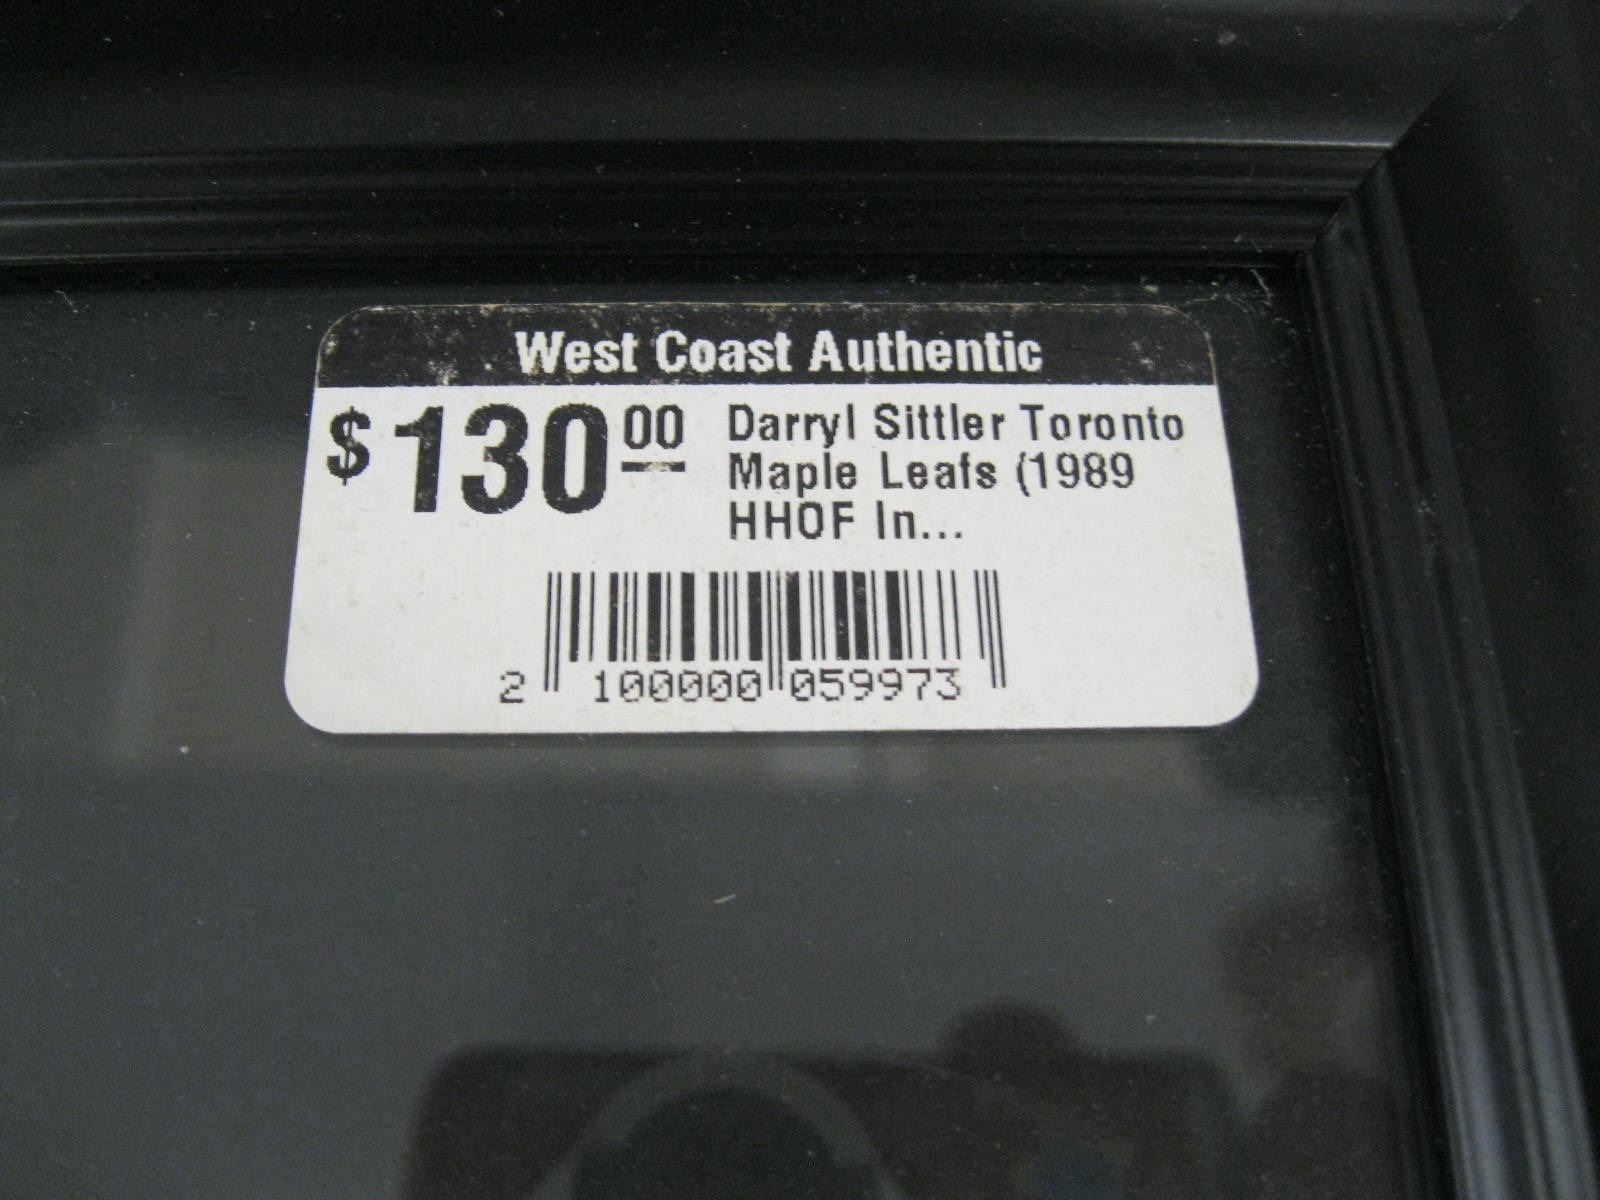 West Coast Authentic
$130.00 Darryl Sittler Toronto
Maple Leafs (1989
HHOF In...
2 100000 059973